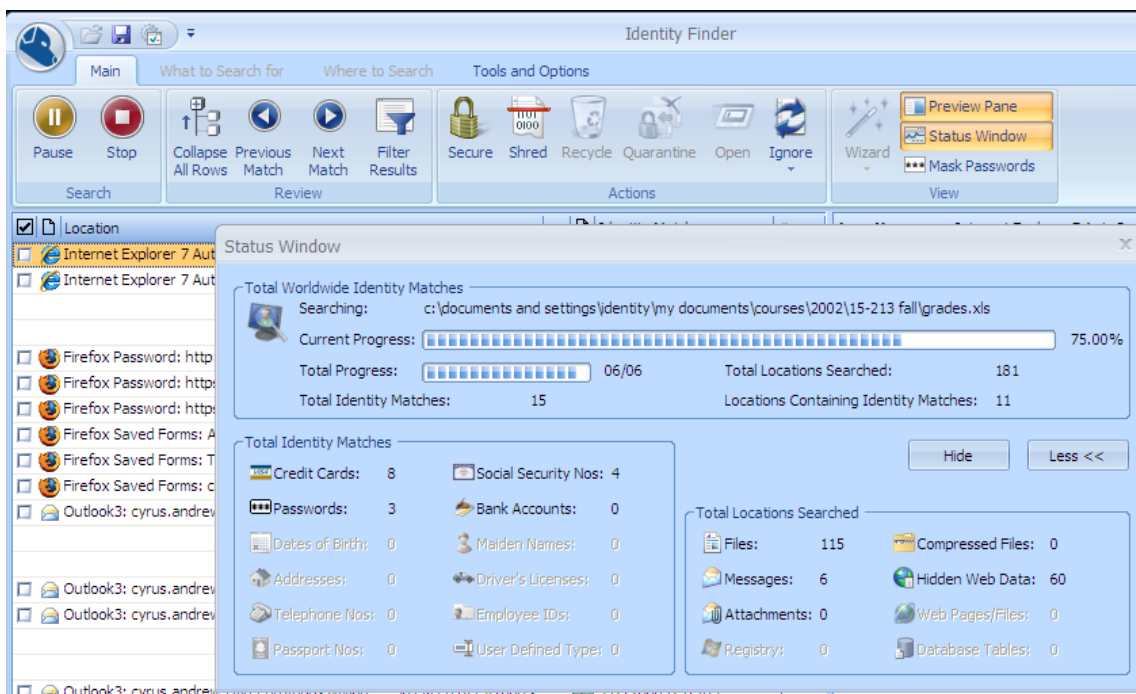 Identity Finder
Main What to Search for Where to Search Tools and Options
Pause Stop Collapse All Rows Previous Match Next Match Filter Results Secure Shred Recycle Quarantine Open Ignore Wizard Preview Pane
Status Window
Mask Passwords
Search Review Actions View
Location
Internet Explorer 7 Aut
Internet Explorer 7 Aut
Firefox Password: http
Firefox Password: https
Firefox Password: https
Firefox Saved Forms: A
Firefox Saved Forms: T
Firefox Saved Forms: c
Outlook3: cyrus.andrew
Outlook3: cyrus.andrew
Outlook3: cyrus.andrew
Status Window
Total Worldwide Identity Matches
Searching: c:\documents and settings\identity\my documents\courses\2002\15-213 fall\grades.xls
Current Progress: 75.00%
Total Progress: 06/06 Total Locations Searched: 181
Total Identity Matches: 15 Locations Containing Identity Matches: 11
Hide Less <<
Total Identity Matches
Credit Cards: 8 Social Security Nos: 4
Passwords: 3 Bank Accounts: 0
Dates of Birth: 0 Maiden Names: 0
Addresses: 0 Driver's Licenses: 0
Telephone Nos: 0 Employee IDs: 0
Passport Nos: 0 User Defined Type: 0
Total Locations Searched
Files: 115 Compressed Files: 0
Messages: 6 Hidden Web Data: 60
Attachments: 0 Web Pages/Files: 0
Registry: 0 Database Tables: 0
Outlook3: cyrus.andrew